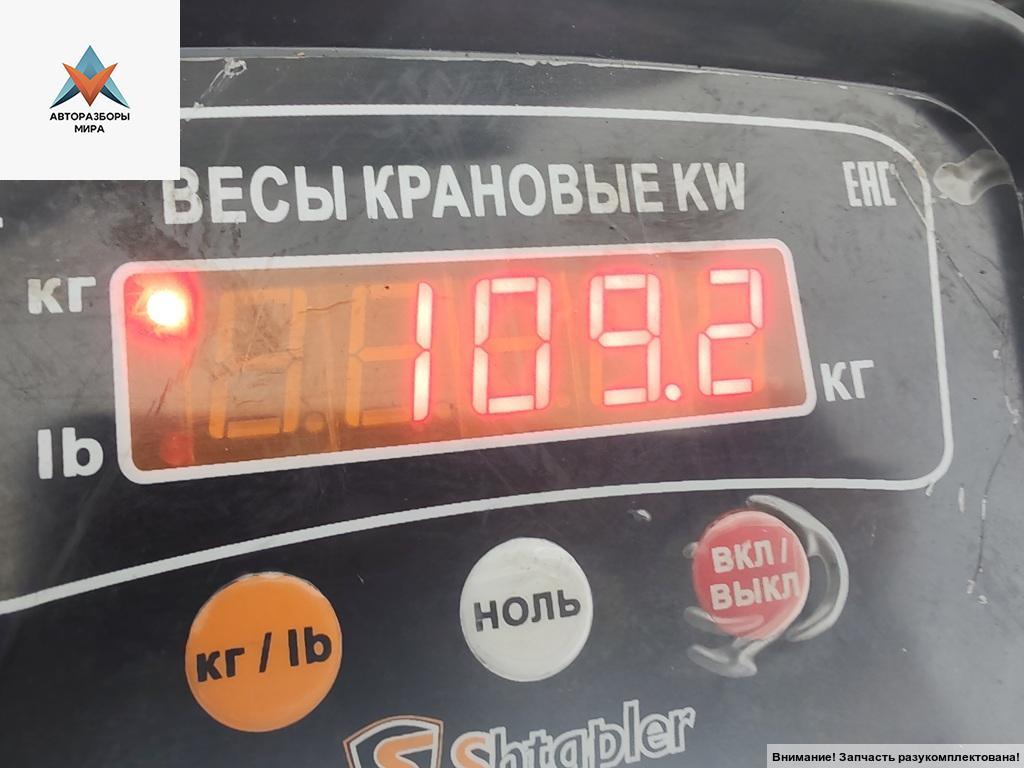 АВТОРАЗБОРЫ
МИРА
ВЕСЫ КРАНОВЫЕ KW
EAC
кг
109.2
кг
lb
кг / lb
НОЛЬ
ВКЛ /
ВЫКЛ
Shtapler
Внимание! Запчасть разукомплектована!